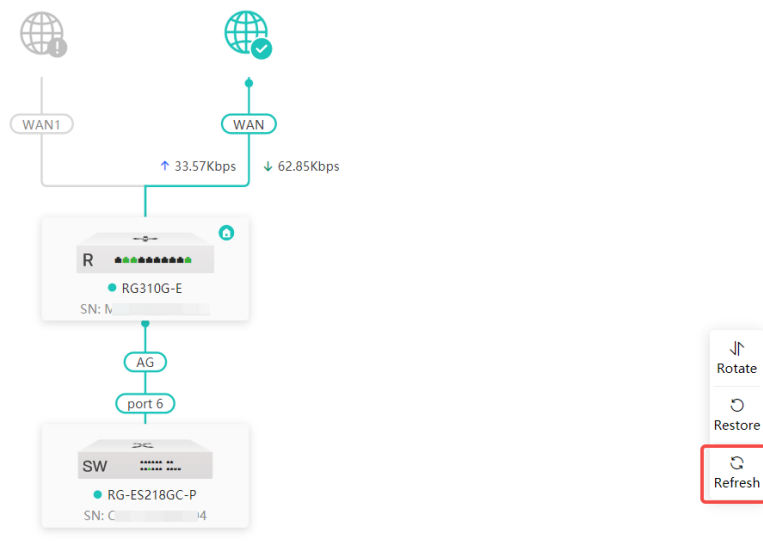 WAN1
WAN
33.57Kbps
62.85Kbps
R
RG310G-E
SN: M
AG
port 6
SW
RG-ES218GC-P
SN: C 4
Rotate
Restore
Refresh